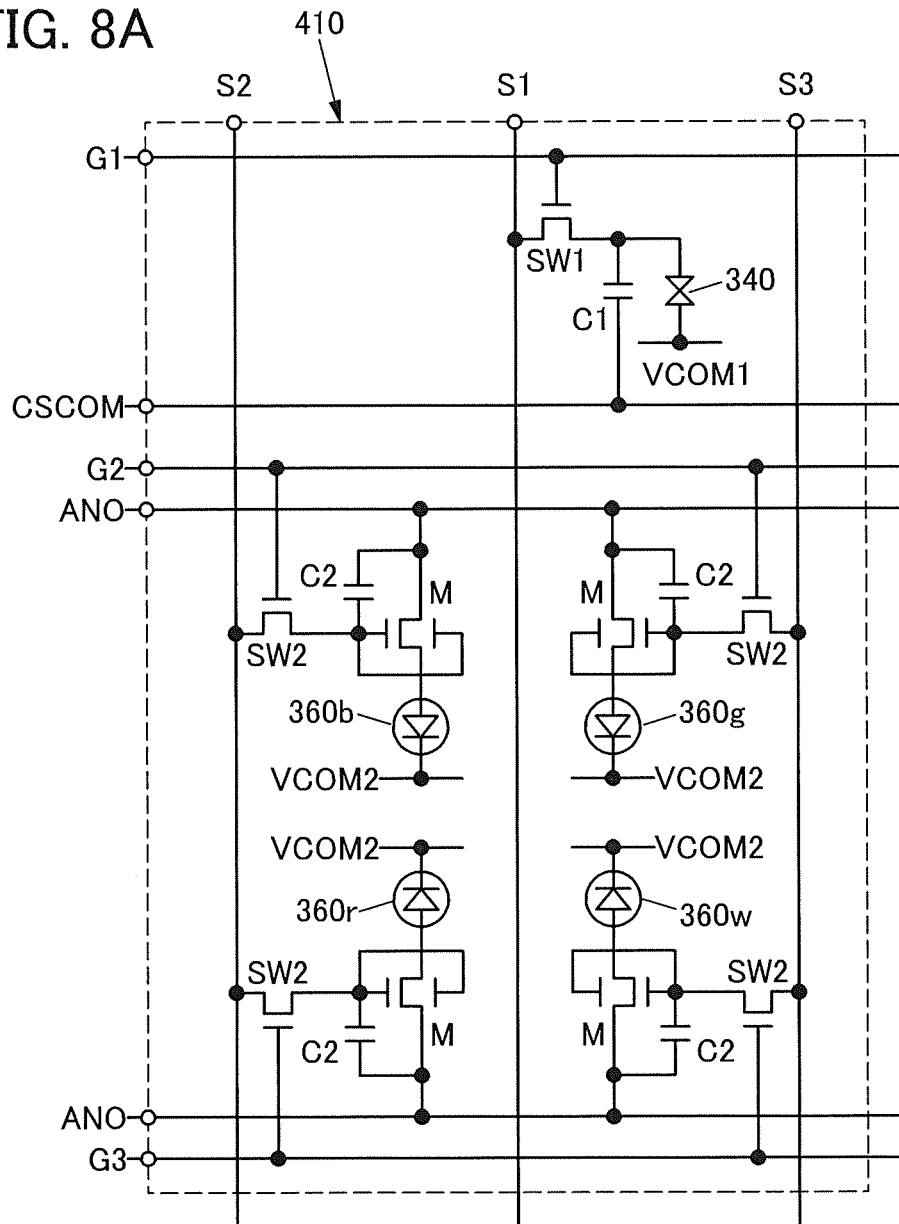 FIG. 8A
410
S2 S1 S3
G1
SW1
340
C1
VCOM1
CSCOM
G2
ANO
C2 M M C2
SW2 SW2
360b 360g
VCOM2 VCOM2
VCOM2 VCOM2
360r 360w
SW2 SW2
C2 M M C2
ANO
G3